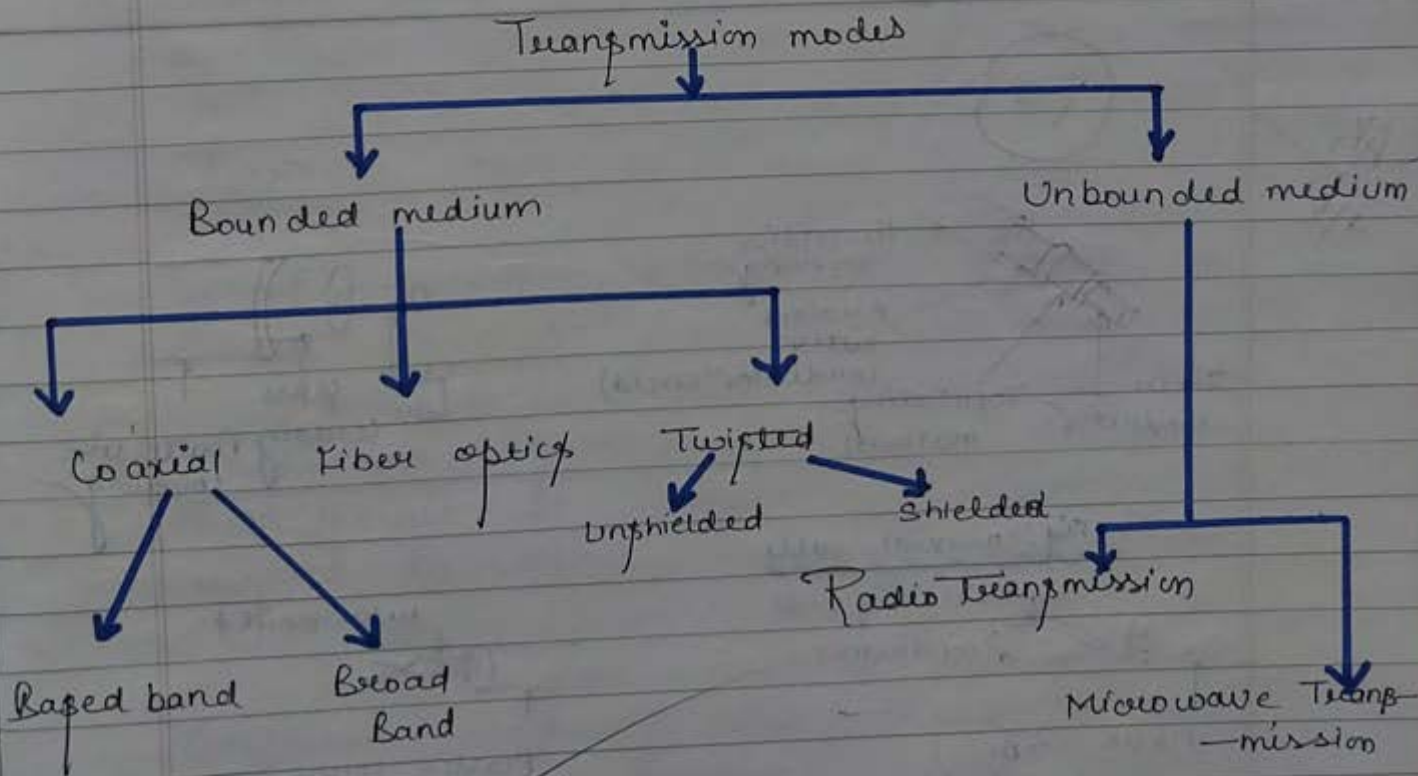 Transmission modes
Bounded medium
Unbounded medium
Coaxial Fiber optics Twisted
Unshielded Shielded
Radio Transmission
Based band
Broad
Band
Microwave Trans-
-mission